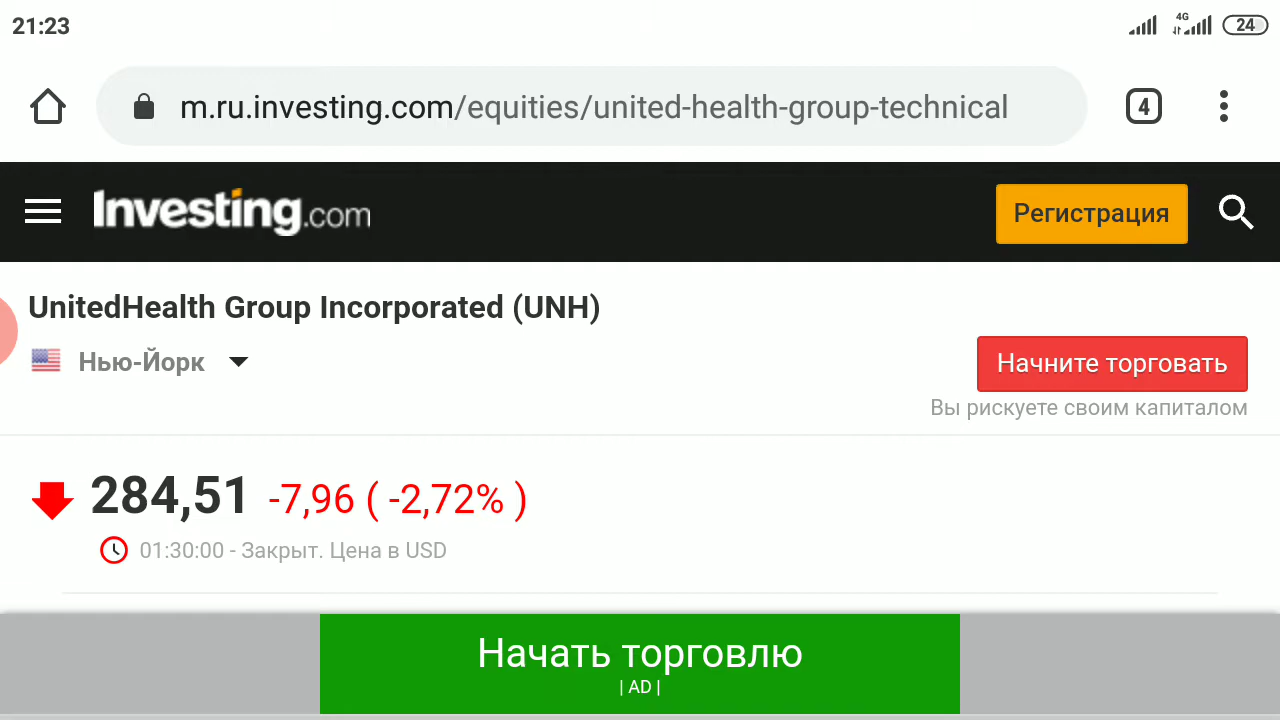 21:23
4G
24
m.ru.investing.com/equities/united-health-group-technical
4
Investing.com
Регистрация
UnitedHealth Group Incorporated (UNH)
Нью-Йорк
Начните торговать
Вы рискуете своим капиталом
284,51 -7,96 ( -2,72% )
01:30:00 - Закрыт. Цена в USD
Начать торговлю
| AD |